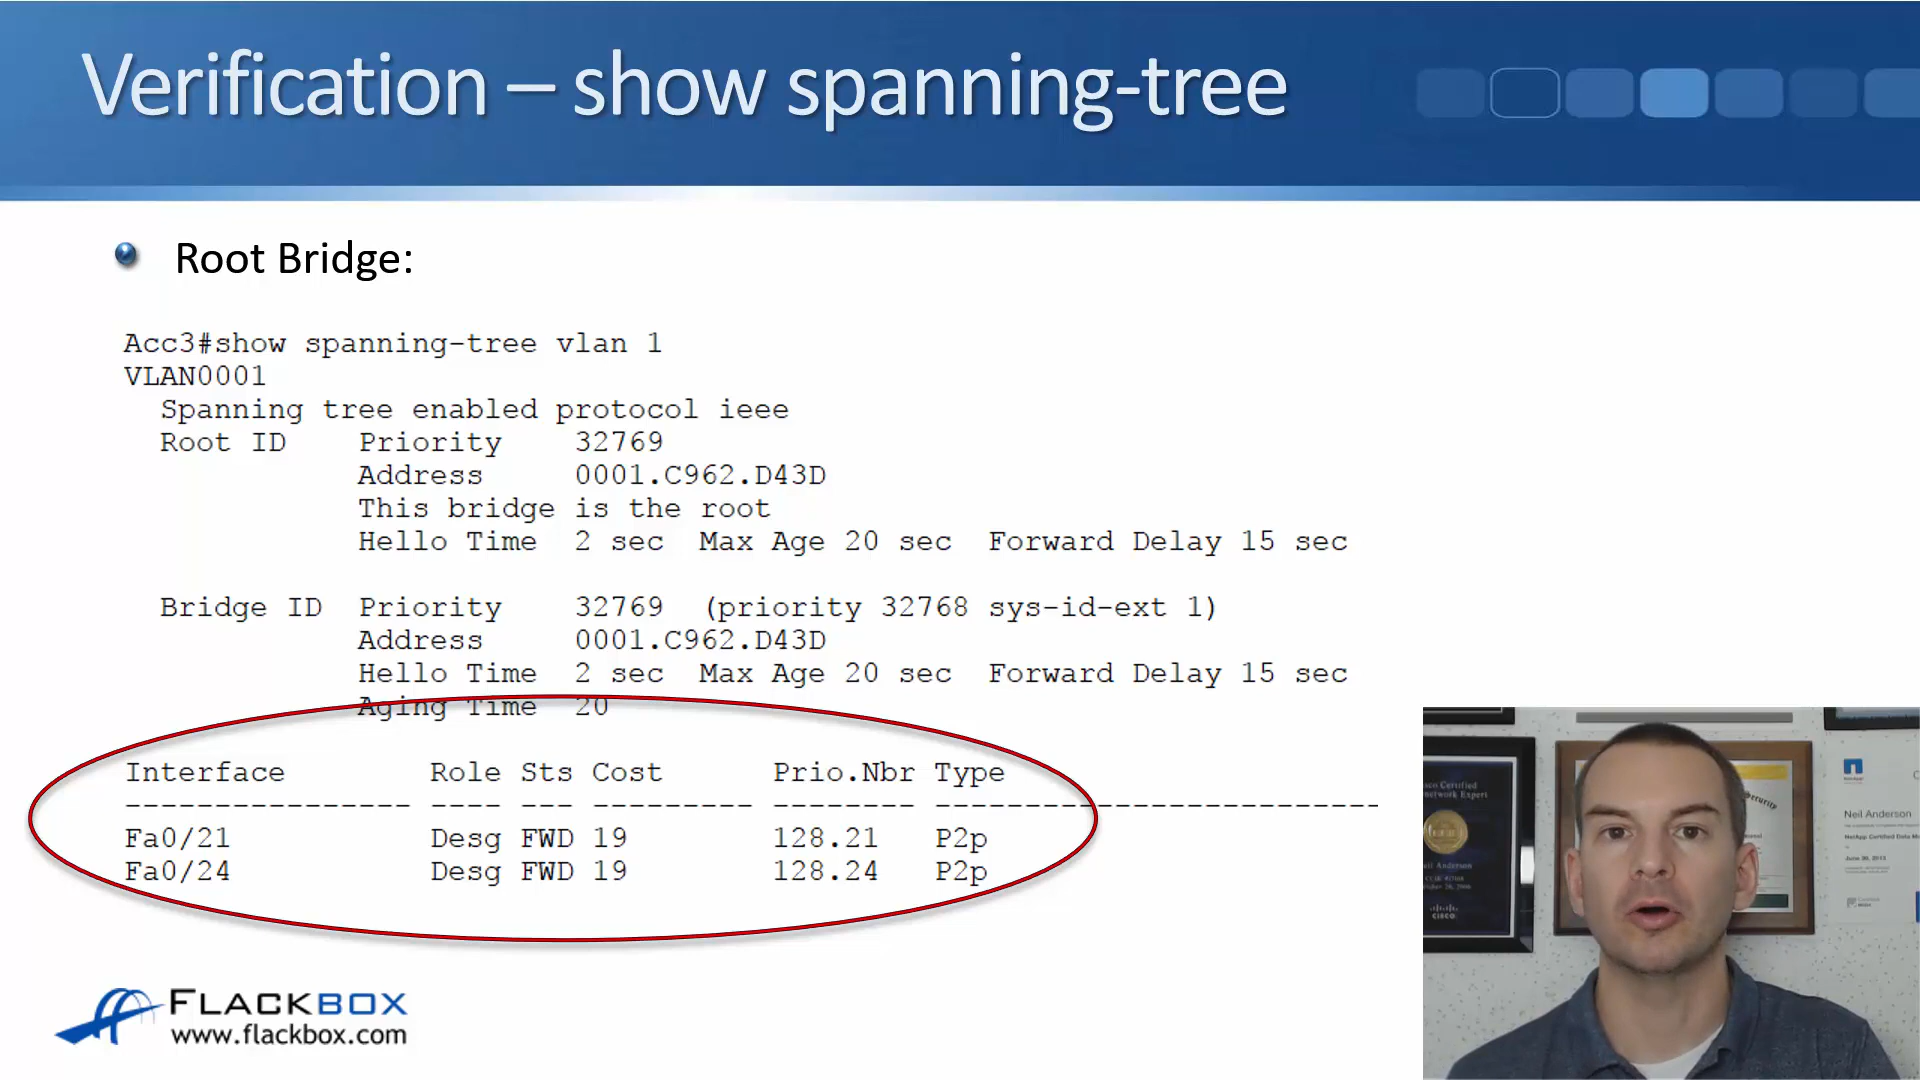 Verification – show spanning-tree
Root Bridge:
Acc3#show spanning-tree vlan 1
VLAN0001
Spanning tree enabled protocol ieee
Root ID Priority 32769
Address 0001.C962.D43D
This bridge is the root
Hello Time 2 sec Max Age 20 sec Forward Delay 15 sec
Bridge ID Priority 32769 (priority 32768 sys-id-ext 1)
Address 0001.C962.D43D
Hello Time 2 sec Max Age 20 sec Forward Delay 15 sec
Aging Time 20
Interface Role Sts Cost Prio.Nbr Type
---------------- ---- --- --------- -------- --------------------------------
Fa0/21 Desg FWD 19 128.21 P2p
Fa0/24 Desg FWD 19 128.24 P2p
FLACKBOX
www.flackbox.com
Neil Anderson
CISCO